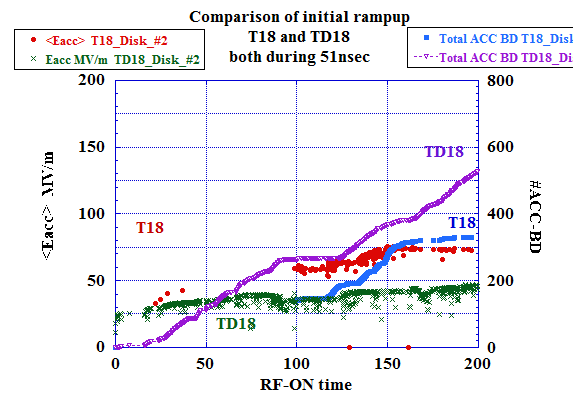 Comparison of initial rampup
T18 and TD18
both during 51nsec
<Eacc> T18_Disk_#2
Eacc MV/m TD18_Disk_#2
Total ACC BD T18_Disk
Total ACC BD TD18_Dis
200
150
100
50
0
800
600
400
200
0
<Eacc> MV/m
#ACC-BD
TD18
T18
T18
TD18
0
50
100
150
200
RF-ON time